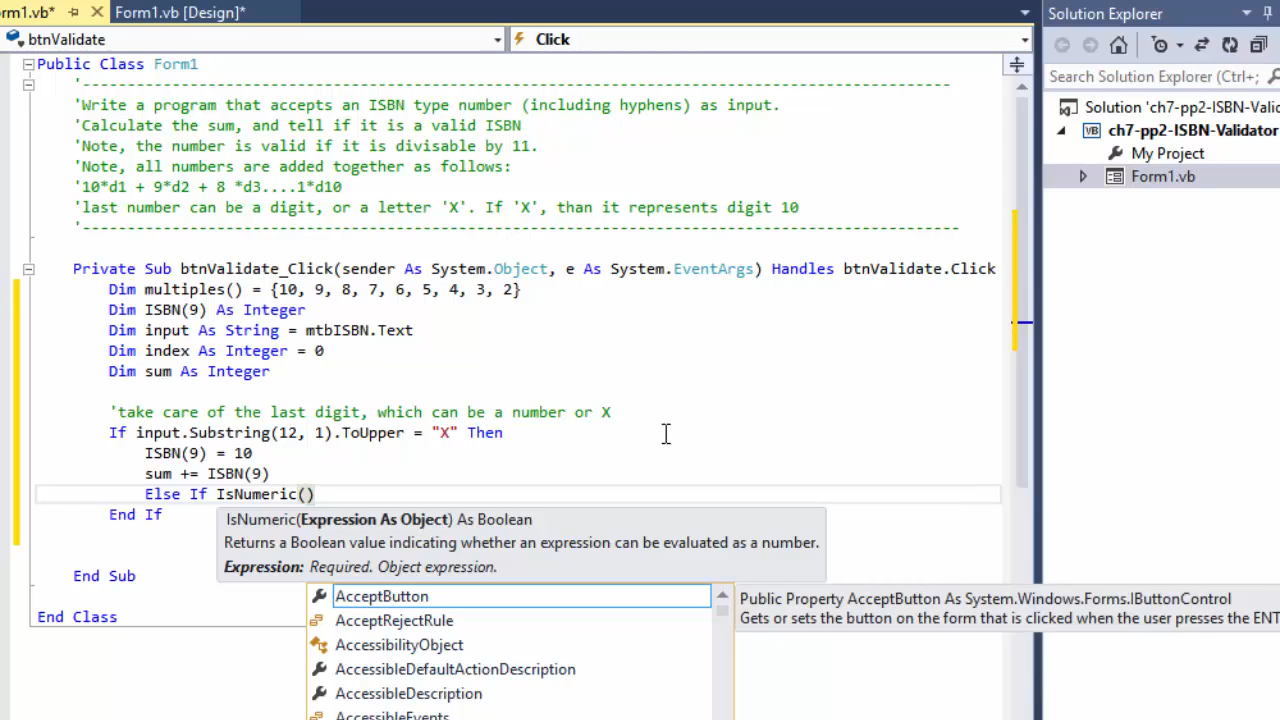 rm1.vb*
Form1.vb [Design]*
Solution Explorer
btnValidate
Click
Search Solution Explorer (Ctrl+;
Public Class Form1
'-------------------------------------------------------------------------------------------------
'Write a program that accepts an ISBN type number (including hyphens) as input.
'Calculate the sum, and tell if it is a valid ISBN
'Note, the number is valid if it is divisable by 11.
'Note, all numbers are added together as follows:
'10*d1 + 9*d2 + 8 *d3....1*d10
'last number can be a digit, or a letter 'X'. If 'X', than it represents digit 10
'--------------------------------------------------------------------------------------------------
Private Sub btnValidate_Click(sender As System.Object, e As System.EventArgs) Handles btnValidate.Click
Dim multiples() = {10, 9, 8, 7, 6, 5, 4, 3, 2}
Dim ISBN(9) As Integer
Dim input As String = mtbISBN.Text
Dim index As Integer = 0
Dim sum As Integer
'take care of the last digit, which can be a number or X
If input.Substring(12, 1).ToUpper = "X" Then
ISBN(9) = 10
sum += ISBN(9)
Else If IsNumeric()
End If
End Sub
End Class
IsNumeric(Expression As Object) As Boolean
Returns a Boolean value indicating whether an expression can be evaluated as a number.
Expression: Required. Object expression.
AcceptButton
AcceptRejectRule
AccessibilityObject
AccessibleDefaultActionDescription
AccessibleDescription
AccessibleEvents
Public Property AcceptButton As System.Windows.Forms.IButtonControl
Gets or sets the button on the form that is clicked when the user presses the ENT
Solution 'ch7-pp2-ISBN-Valid
VB ch7-pp2-ISBN-Validator
My Project
Form1.vb